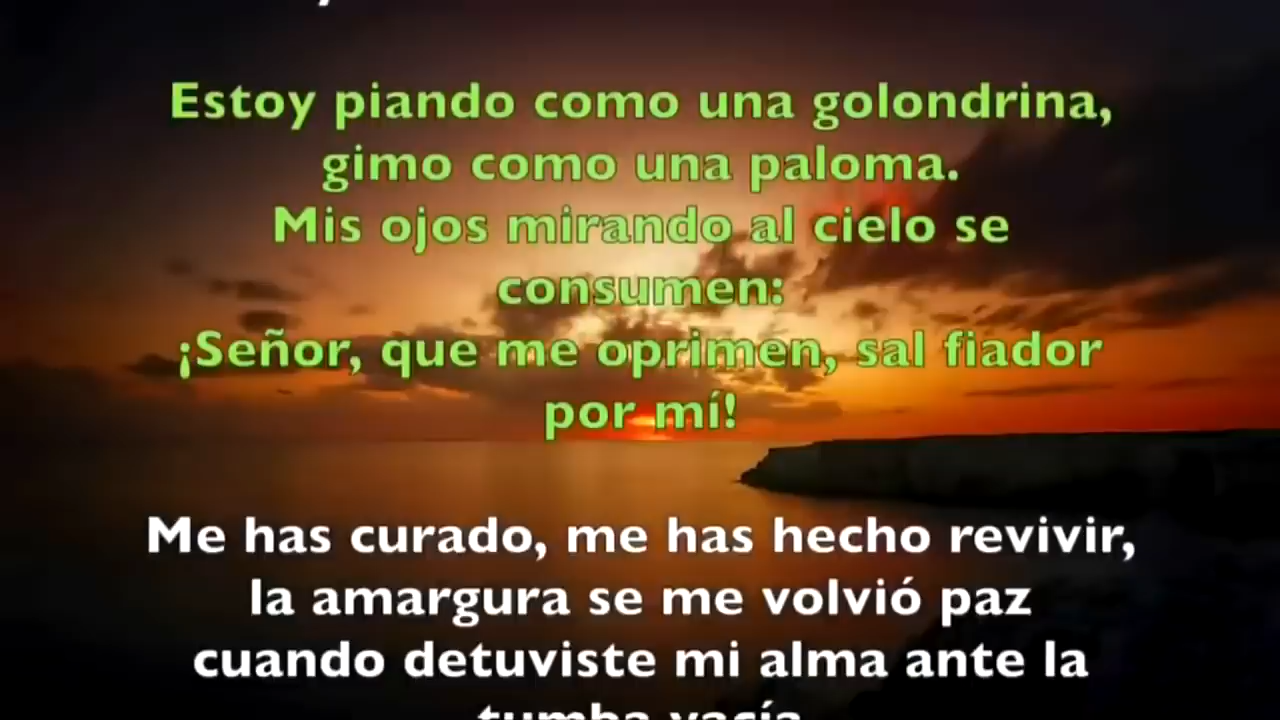 Estoy piando como una golondrina,
gimo como una paloma.
Mis ojos mirando al cielo se
consumen:
¡Señor, que me oprimen, sal fiador
por mí!
Me has curado, me has hecho revivir,
la amargura se me volvió paz
cuando detuviste mi alma ante la
tumba vacía